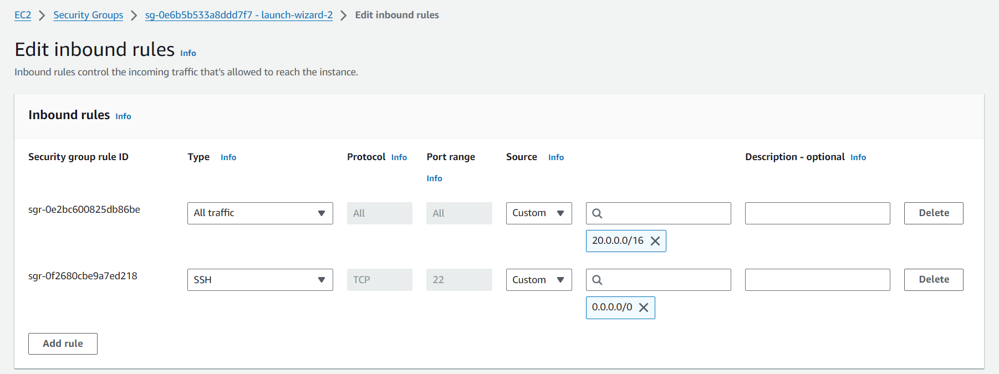 EC2 > Security Groups > sg-0e6b5b533a8ddd7f7 - launch-wizard-2 > Edit inbound rules
Edit inbound rules Info
Inbound rules control the incoming traffic that's allowed to reach the instance.
Inbound rules Info
Security group rule ID Type Info Protocol Info Port range Source Info Description - optional Info
Info
sgr-0e2bc600825db86be All traffic All All Custom Delete
20.0.0.0/16
sgr-0f2680cbe9a7ed218 SSH TCP 22 Custom Delete
0.0.0.0/0
Add rule